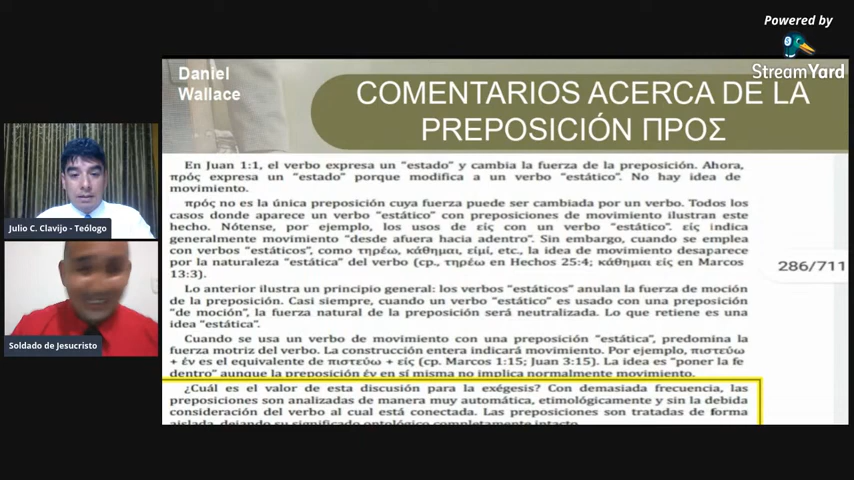 Powered by
StreamYard
Daniel
Wallace
COMENTARIOS ACERCA DE LA
PREPOSICIÓN ΠΡΟΣ
En Juan 1:1, el verbo expresa un "estado" y cambia la fuerza de la preposición. Ahora,
πρός expresa un "estado" porque modifica a un verbo "estático". No hay idea de
movimiento.
πρός no es la única preposición cuya fuerza puede ser cambiada por un verbo. Todos los
casos donde aparece un verbo "estático" con preposiciones de movimiento ilustran este
hecho. Nótense, por ejemplo, los usos de εἰς con un verbo "estático". εἰς indica
generalmente movimiento "desde afuera hacia adentro". Sin embargo, cuando se emplea
con verbos "estáticos", como τηρέω, κάθημαι, εἰμί, etc., la idea de movimiento desaparece
por la naturaleza "estática" del verbo (cp., τηρέω en Hechos 25:4; κάθημαι εἰς en Marcos
13:3).
Lo anterior ilustra un principio general: los verbos "estáticos" anulan la fuerza de moción
de la preposición. Casi siempre, cuando un verbo "estático" es usado con una preposición
"de moción", la fuerza natural de la preposición será neutralizada. Lo que retiene es una
idea "estática".
Cuando se usa un verbo de movimiento con una preposición "estática", predomina la
fuerza motriz del verbo. La construcción entera indicará movimiento. Por ejemplo, πιστεύω
+ ἐν es el equivalente de πιστεύω + εἰς (cp. Marcos 1:15; Juan 3:15). La idea es "poner la fe
dentro" aunque la preposición ἐν en sí misma no implica normalmente movimiento.
¿Cuál es el valor de esta discusión para la exégesis? Con demasiada frecuencia, las
preposiciones son analizadas de manera muy automática, etimológicamente y sin la debida
consideración del verbo al cual está conectada. Las preposiciones son tratadas de forma
aislada, dejando su significado ontológico completamente intacto.
286/711
Julio C. Clavijo - Teólogo
Soldado de Jesucristo